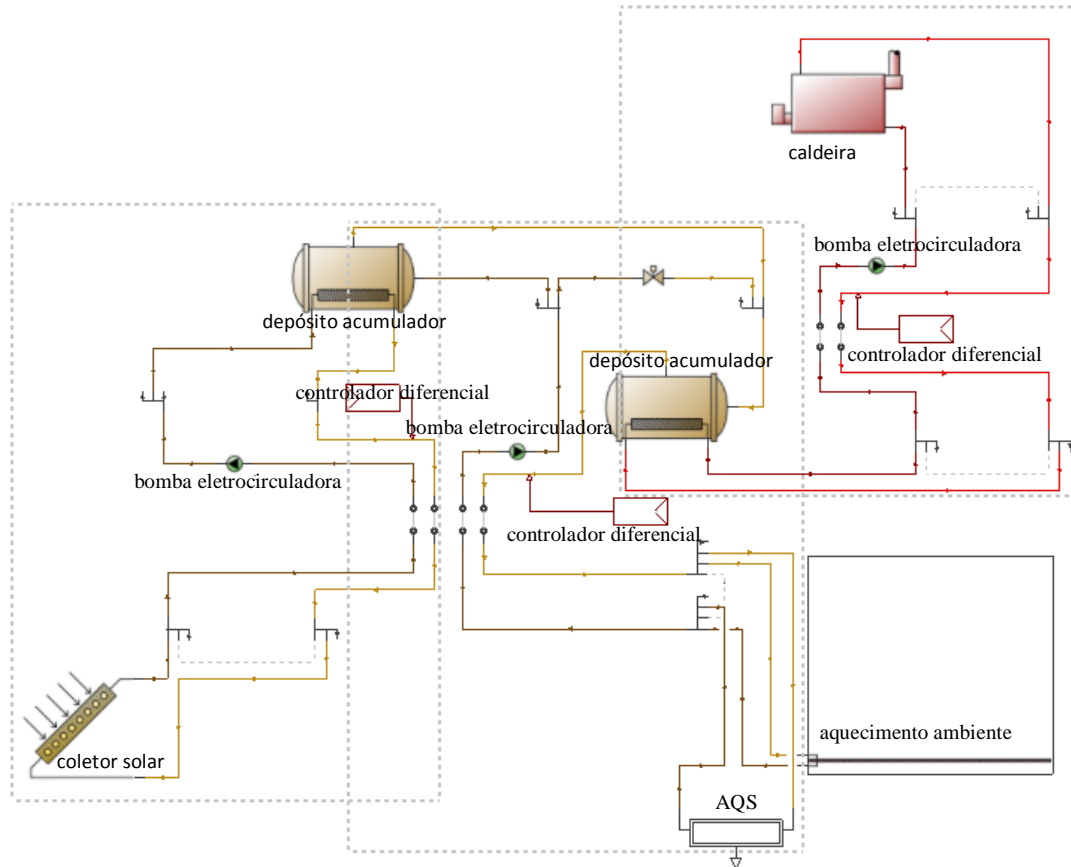 caldeira
bomba eletrocirculadora
depósito acumulador
controlador diferencial
depósito acumulador
controlador diferencial
bomba eletrocirculadora
bomba eletrocirculadora
controlador diferencial
coletor solar
aquecimento ambiente
AQS